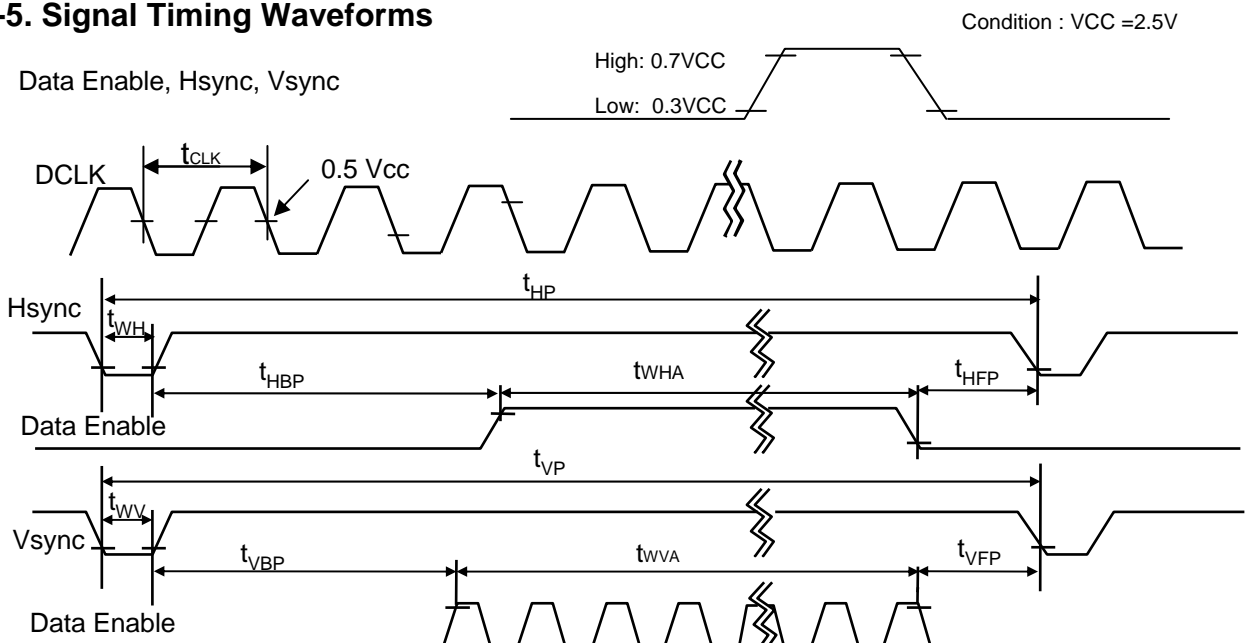 -5. Signal Timing Waveforms
Condition : VCC =2.5V
Data Enable, Hsync, Vsync
High: 0.7VCC
Low: 0.3VCC
tCLK
DCLK
0.5 Vcc
tHP
Hsync
tWH
tHBP
tWHA
tHFP
Data Enable
tVP
tWV
Vsync
tVBP
tWVA
tVFP
Data Enable